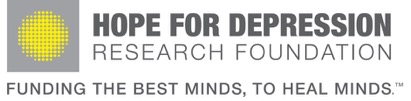 HOPE FOR DEPRESSION
RESEARCH FOUNDATION
FUNDING THE BEST MINDS, TO HEAL MINDS.™